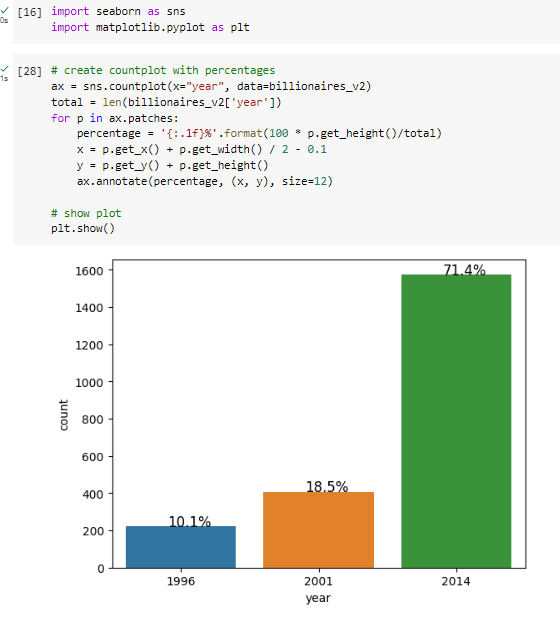 0s [16] import seaborn as sns
import matplotlib.pyplot as plt
1s [28] # create countplot with percentages
ax = sns.countplot(x="year", data=billionaires_v2)
total = len(billionaires_v2['year'])
for p in ax.patches:
percentage = '{:.1f}%'.format(100 * p.get_height()/total)
x = p.get_x() + p.get_width() / 2 - 0.1
y = p.get_y() + p.get_height()
ax.annotate(percentage, (x, y), size=12)
# show plot
plt.show()
1600
1400
1200
1000
800
600
400
200
0
count
10.1%
18.5%
71.4%
1996 2001 2014
year